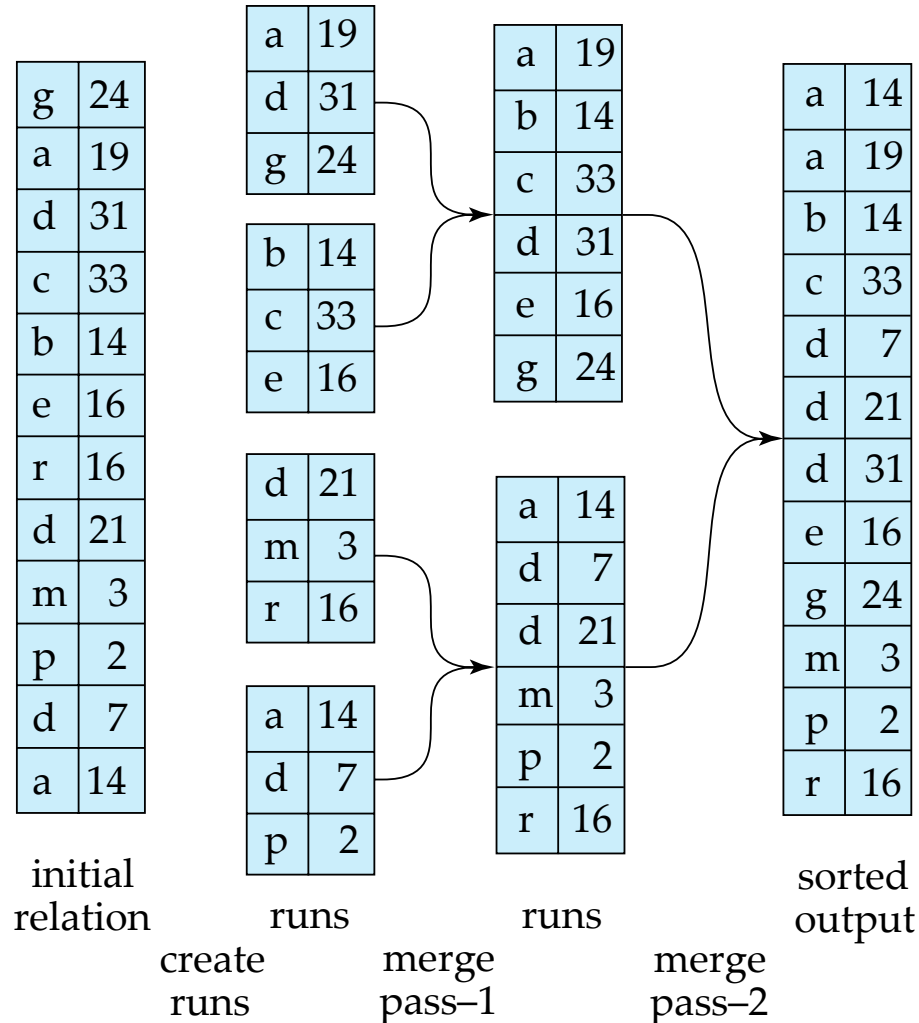 g 24
a 19
d 31
c 33
b 14
e 16
r 16
d 21
m 3
p 2
d 7
a 14
initial
relation
a 19
d 31
g 24
b 14
c 33
e 16
d 21
m 3
r 16
a 14
d 7
p 2
runs
create
runs
a 19
b 14
c 33
d 31
e 16
g 24
a 14
d 7
d 21
m 3
p 2
r 16
runs
merge
pass–1
a 14
a 19
b 14
c 33
d 7
d 21
d 31
e 16
g 24
m 3
p 2
r 16
sorted
output
merge
pass–2